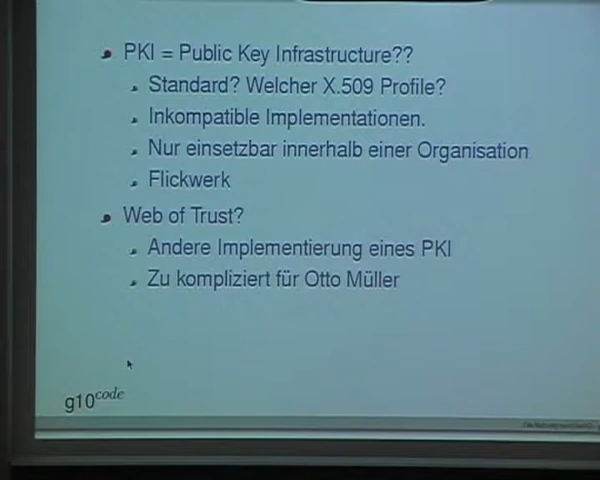 PKI = Public Key Infrastructure??
Standard? Welcher X.509 Profile?
Inkompatible Implementationen.
Nur einsetzbar innerhalb einer Organisation
Flickwerk
Web of Trust?
Andere Implementierung eines PKI
Zu kompliziert für Otto Müller
g10code